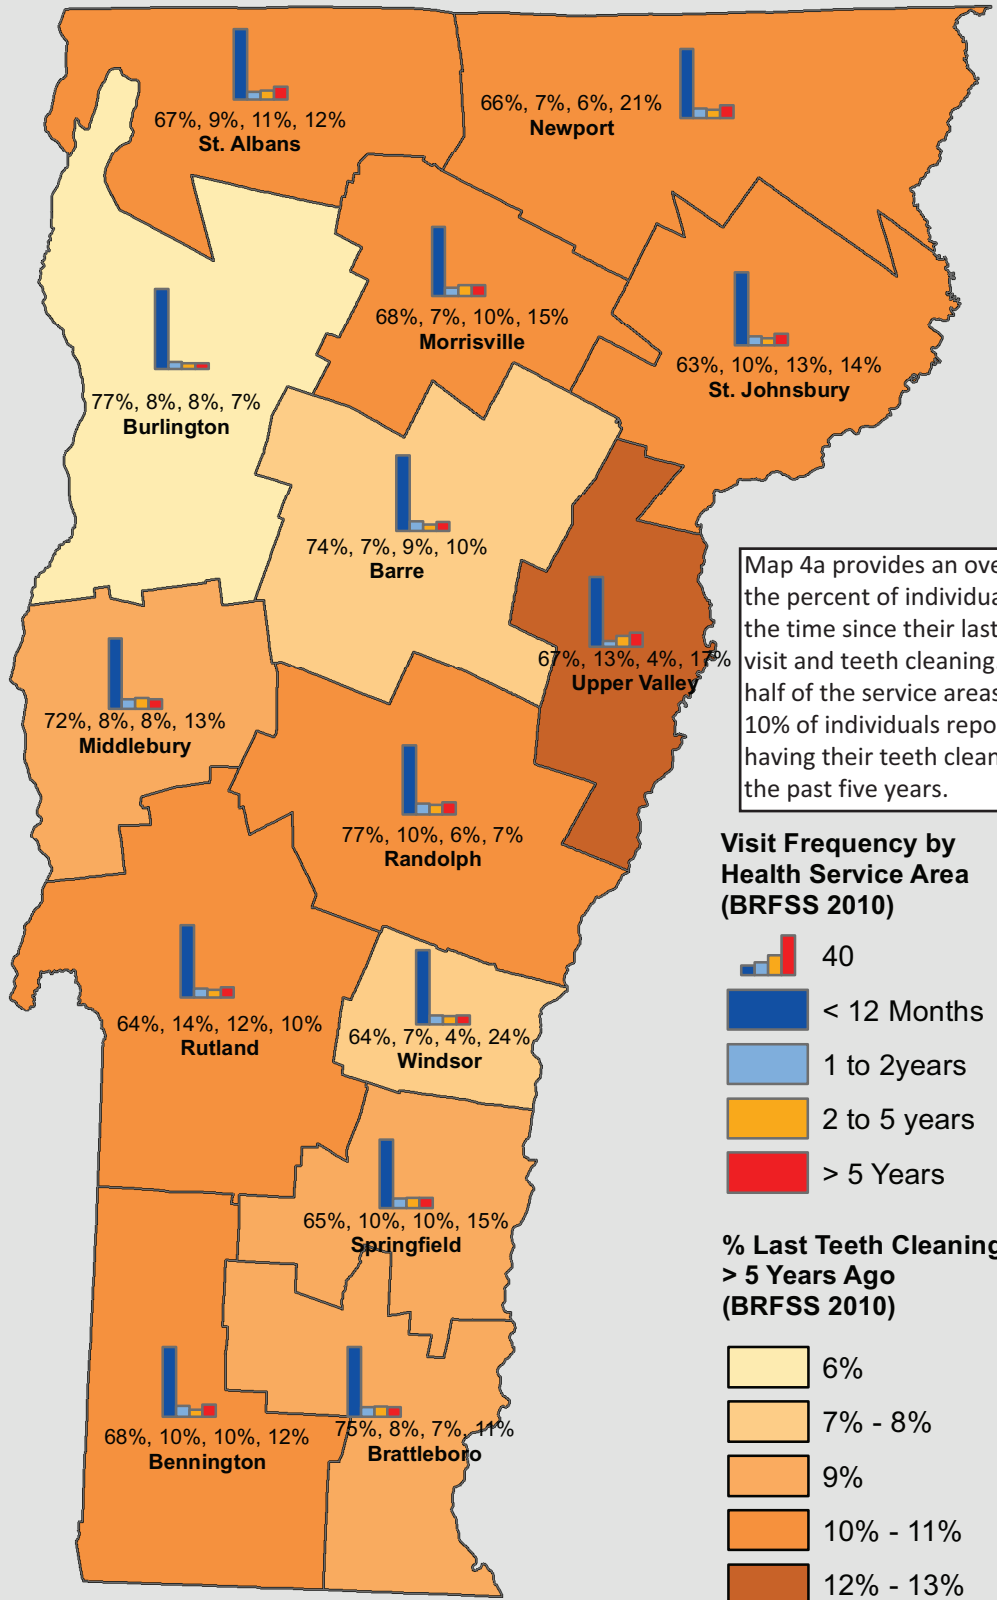 67%, 9%, 11%, 12%
St. Albans
66%, 7%, 6%, 21%
Newport
68%, 7%, 10%, 15%
Morrisville
63%, 10%, 13%, 14%
St. Johnsbury
77%, 8%, 8%, 7%
Burlington
74%, 7%, 9%, 10%
Barre
67%, 13%, 4%, 17%
Upper Valley
72%, 8%, 8%, 13%
Middlebury
77%, 10%, 6%, 7%
Randolph
64%, 14%, 12%, 10%
Rutland
64%, 7%, 4%, 24%
Windsor
65%, 10%, 10%, 15%
Springfield
68%, 10%, 10%, 12%
Bennington
75%, 8%, 7%, 11%
Brattleboro
Map 4a provides an ove
the percent of individua
the time since their last
visit and teeth cleaning
half of the service areas
10% of individuals repo
having their teeth clean
the past five years.
Visit Frequency by
Health Service Area
(BRFSS 2010)
40
< 12 Months
1 to 2years
2 to 5 years
> 5 Years
% Last Teeth Cleaning
> 5 Years Ago
(BRFSS 2010)
6%
7% - 8%
9%
10% - 11%
12% - 13%